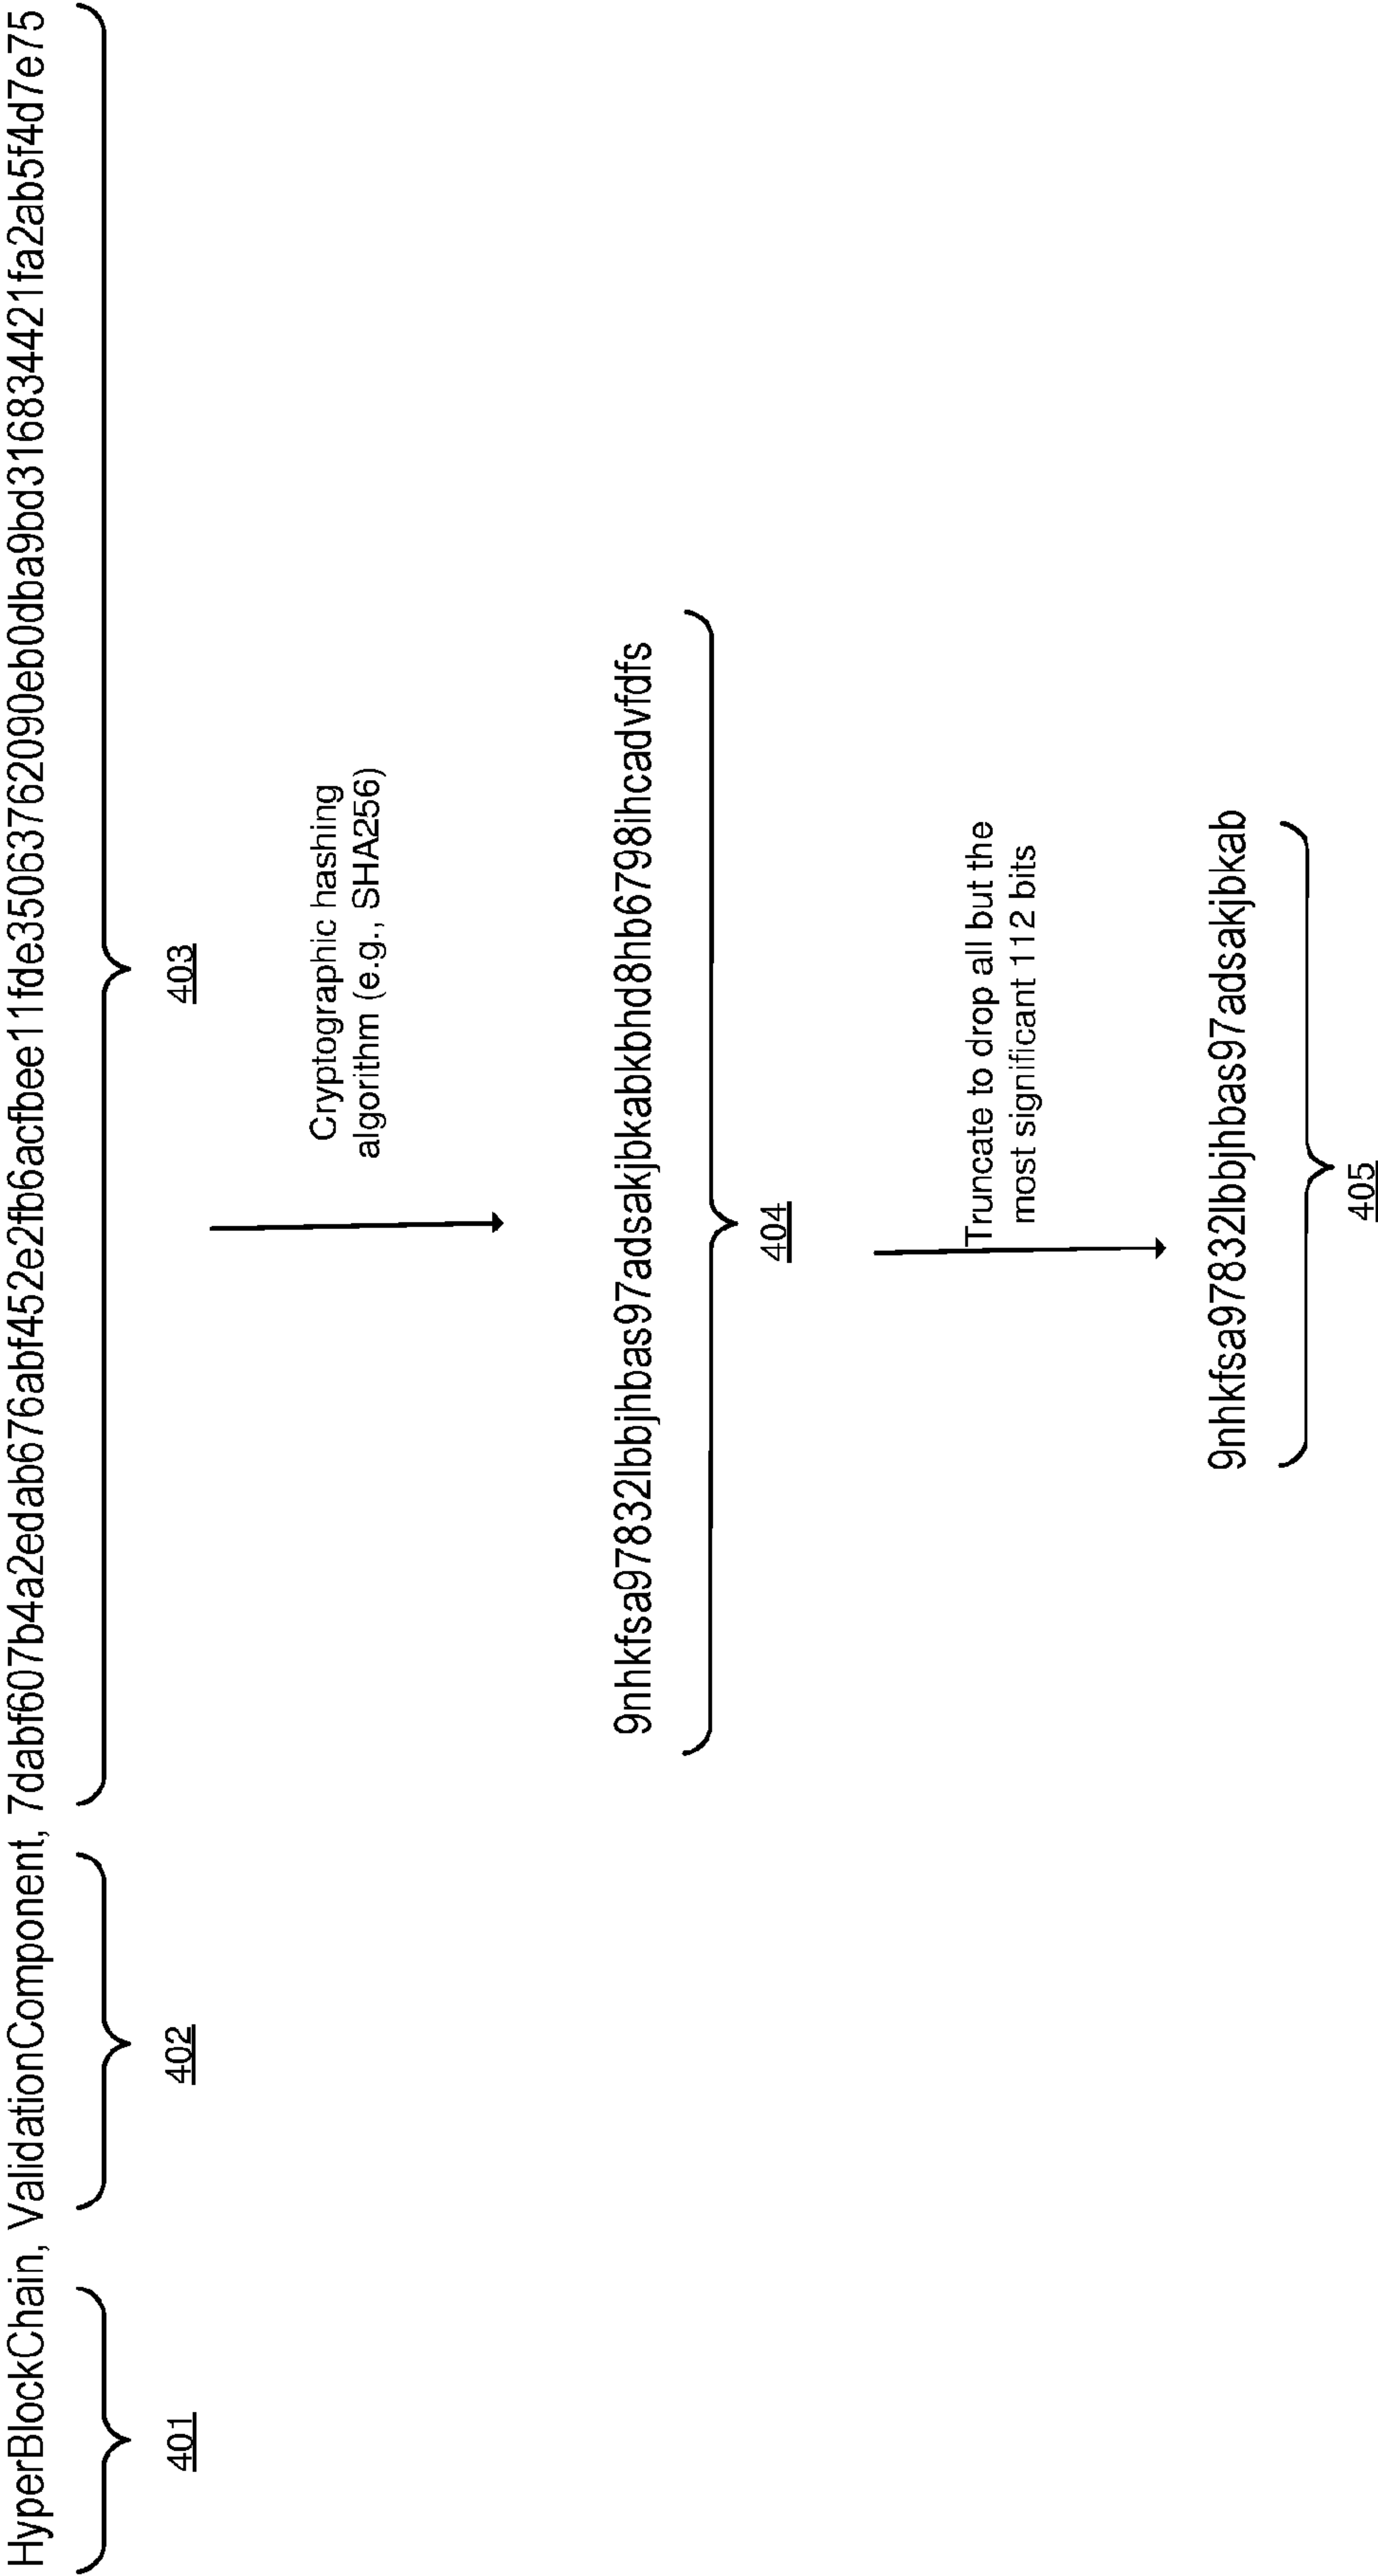 HyperBlockChain, ValidationComponent, 7dabf607b4a2edab676abf452e2fb6acfbee11fde35063762090eb0dba9bd316834421fa2ab5f4d7e75
401
402
403
Cryptographic hashing
algorithm (e.g., SHA256)
9nhkfsa97832lbbjhbas97adsakjbkabkbhd8hb6798ihcadvfdfs
404
Truncate to drop all but the
most significant 112 bits
9nhkfsa97832lbbjhbas97adsakjbkab
405